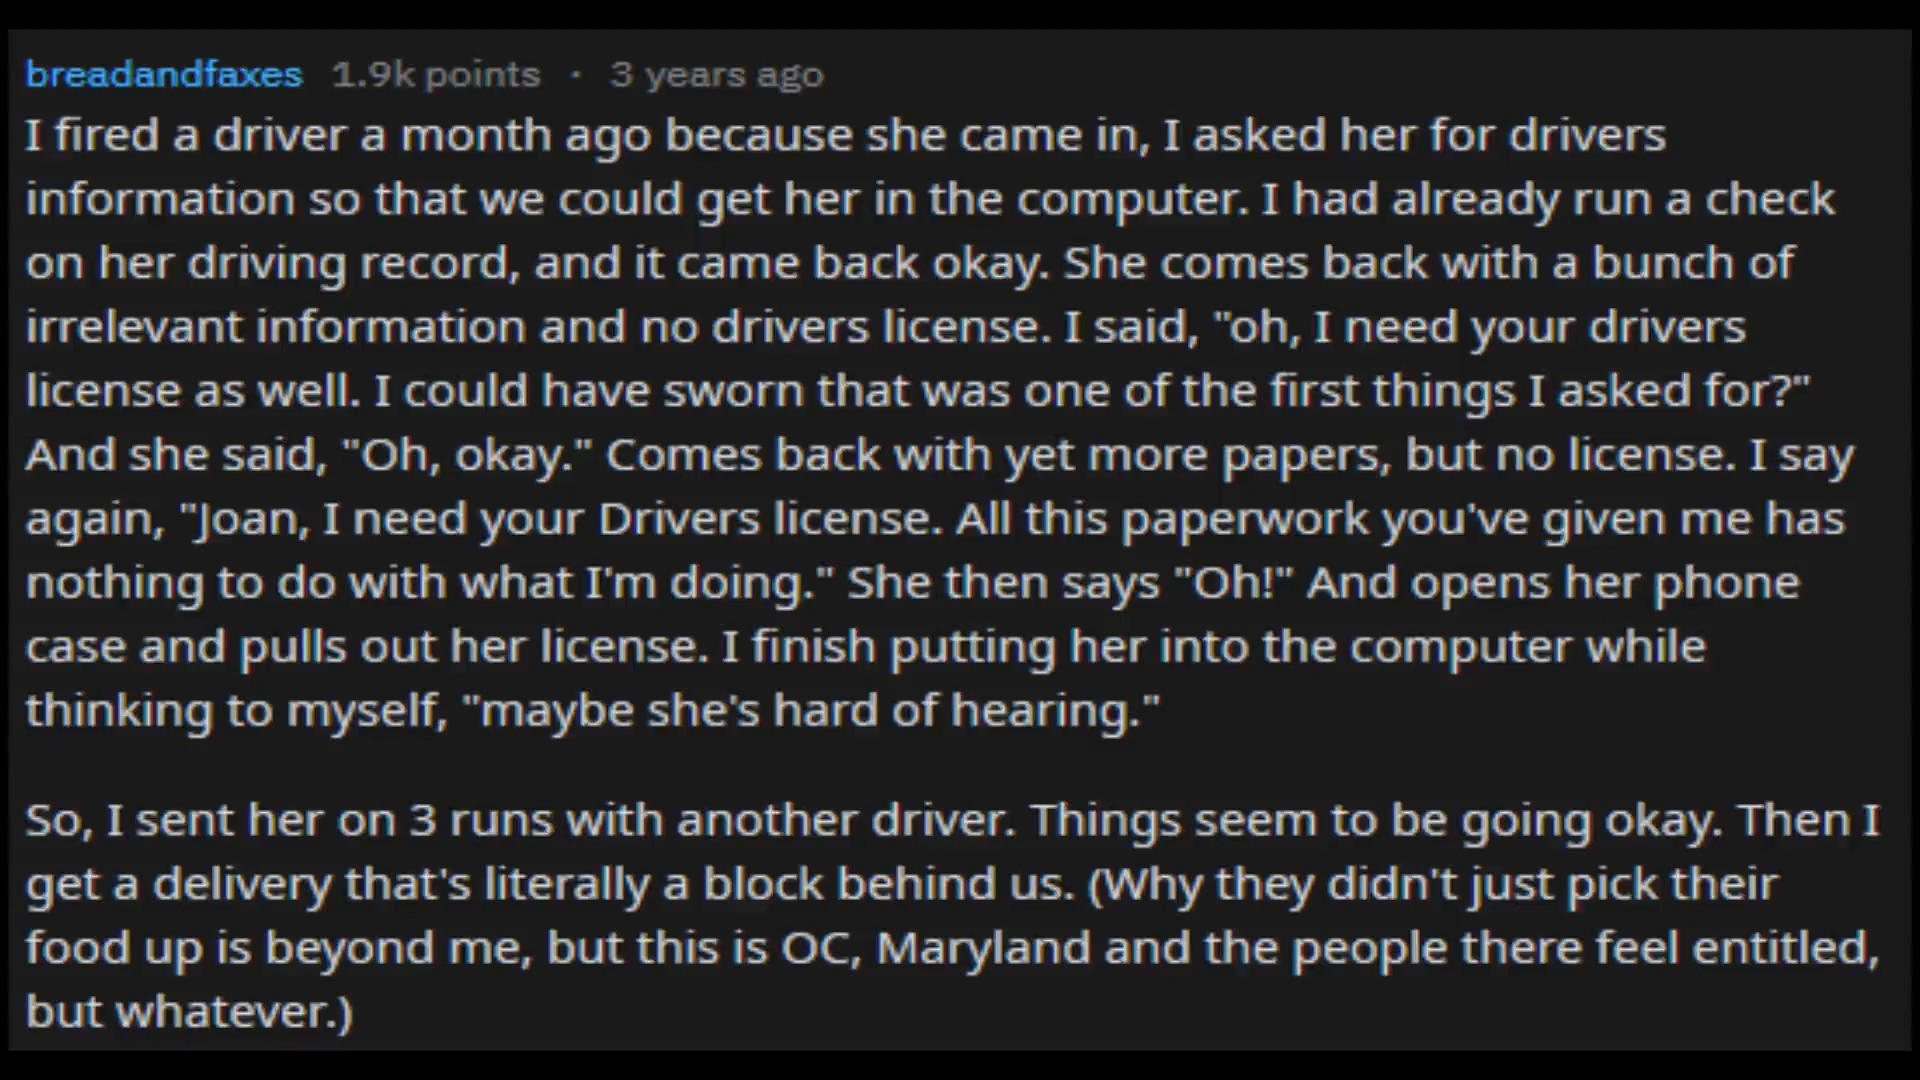 breadandfaxes 1.9k points · 3 years ago
I fired a driver a month ago because she came in, I asked her for drivers
information so that we could get her in the computer. I had already run a check
on her driving record, and it came back okay. She comes back with a bunch of
irrelevant information and no drivers license. I said, "oh, I need your drivers
license as well. I could have sworn that was one of the first things I asked for?"
And she said, "Oh, okay." Comes back with yet more papers, but no license. I say
again, "Joan, I need your Drivers license. All this paperwork you've given me has
nothing to do with what I'm doing." She then says "Oh!" And opens her phone
case and pulls out her license. I finish putting her into the computer while
thinking to myself, "maybe she's hard of hearing."
So, I sent her on 3 runs with another driver. Things seem to be going okay. Then I
get a delivery that's literally a block behind us. (Why they didn't just pick their
food up is beyond me, but this is OC, Maryland and the people there feel entitled,
but whatever.)